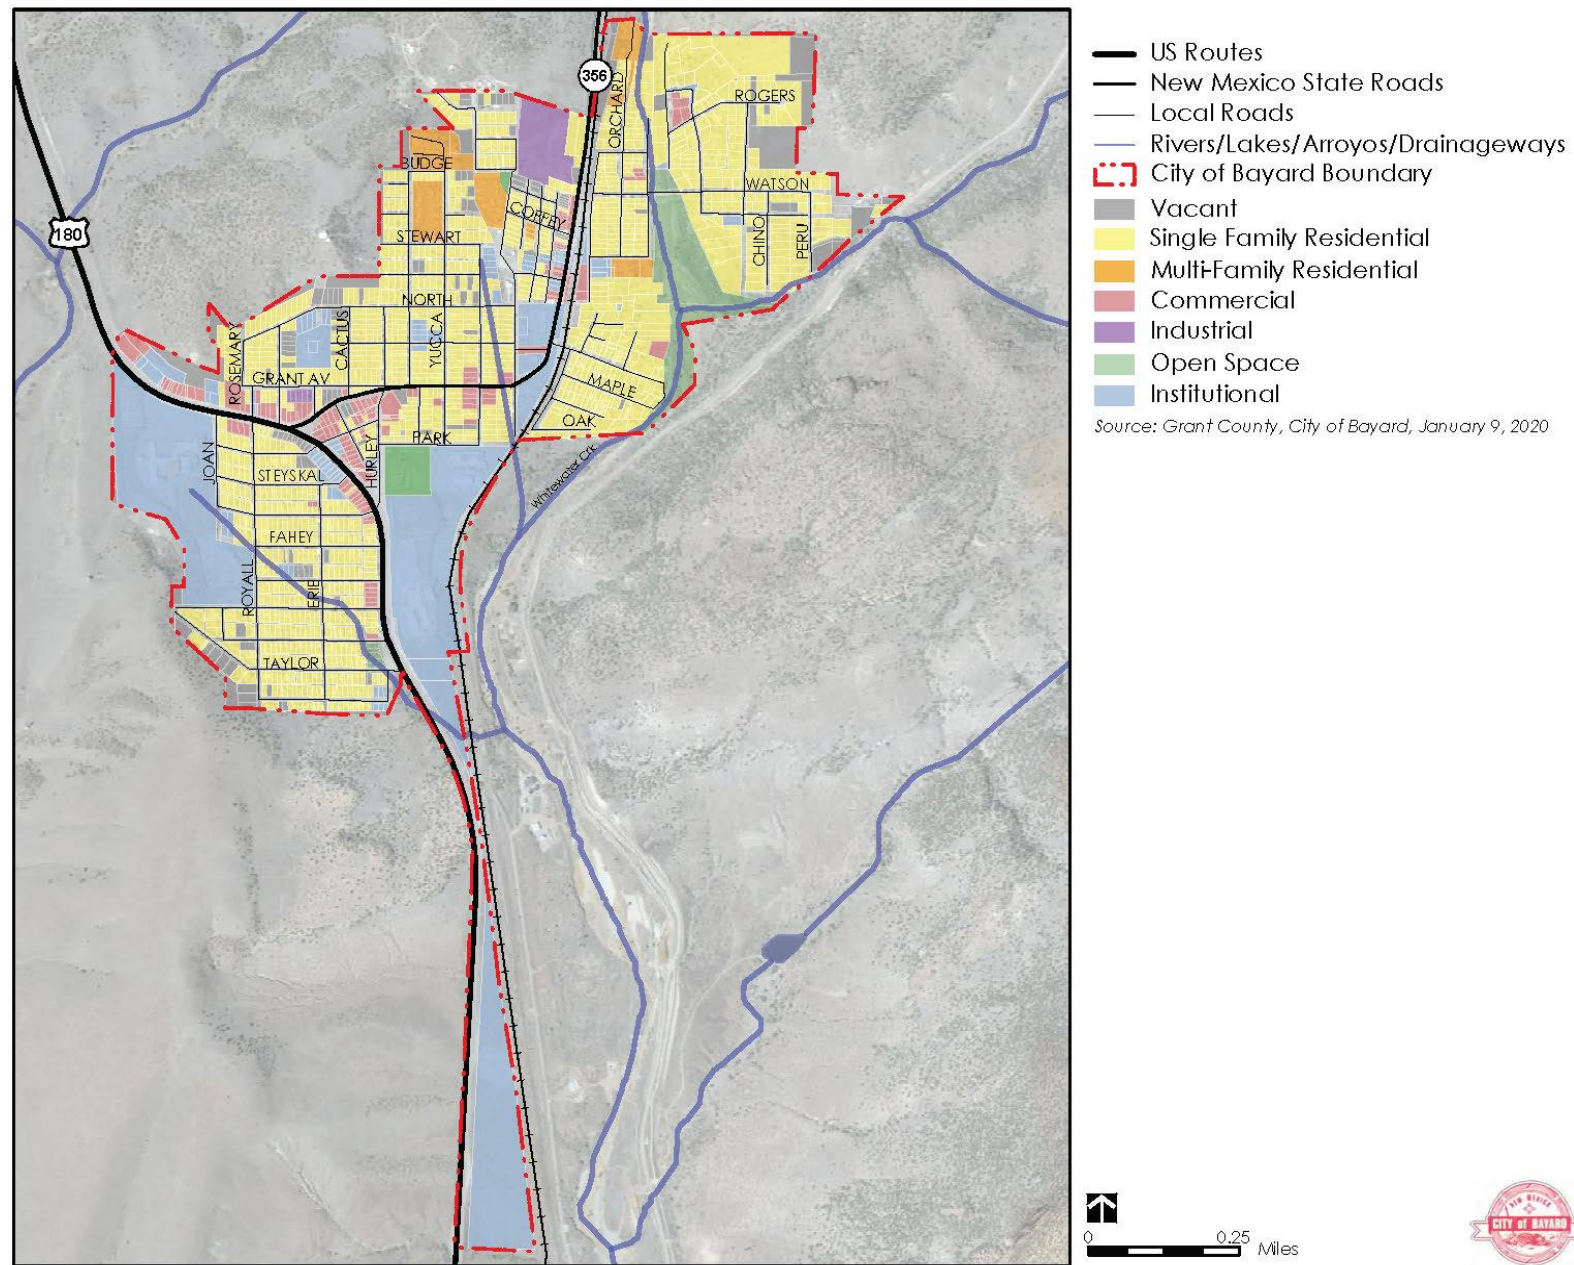 US Routes
New Mexico State Roads
Local Roads
Rivers/Lakes/Arroyos/Drainageways
City of Bayard Boundary
Vacant
Single Family Residential
Multi-Family Residential
Commercial
Industrial
Open Space
Institutional
Source: Grant County, City of Bayard, January 9, 2020
356
ORCHARD
ROGERS
BUDGE
WATSON
COFFEY
180
STEWART
CHINO
PERU
NORTH
ROSEMARY
CACTUS
YUCCA
GRANT AV
MAPLE
OAK
PARK
HURLEY
JOAN
STEYSKAL
Whitewater Crk
FAHEY
ROYALL
ERIE
TAYLOR
0 0.25 Miles
NEW MEXICO
CITY of BAYARD